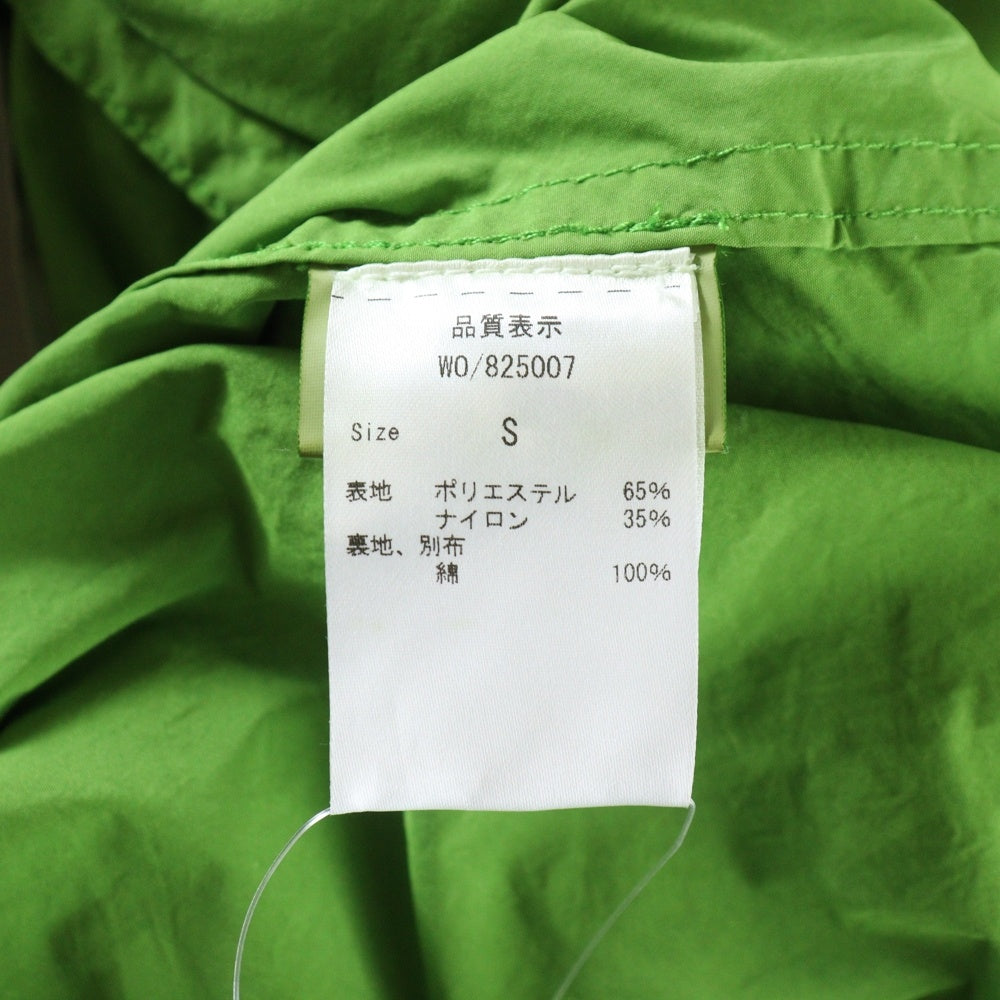 品質表示
WO/825007
Size S
表地 ポリエステル 65%
ナイロン 35%
裏地、別布
綿 100%